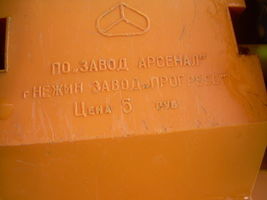 ПО„ЗАВОД АРСЕНАЛ"
г НЕЖИН ЗАВОД„ПРОГРЕСС"
Цена 5 РУБ